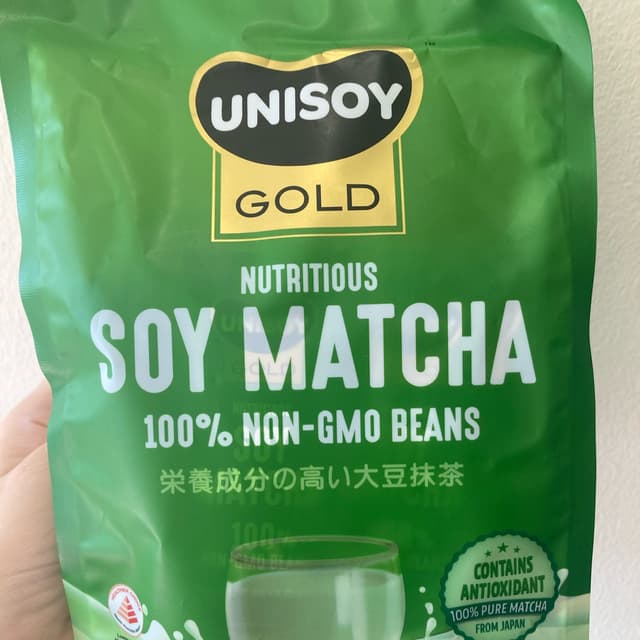 UNISOY
GOLD
NUTRITIOUS
SOY MATCHA
100% NON-GMO BEANS
栄養成分の高い大豆抹茶
CONTAINS
ANTIOXIDANT
100% PURE MATCHA
FROM JAPAN